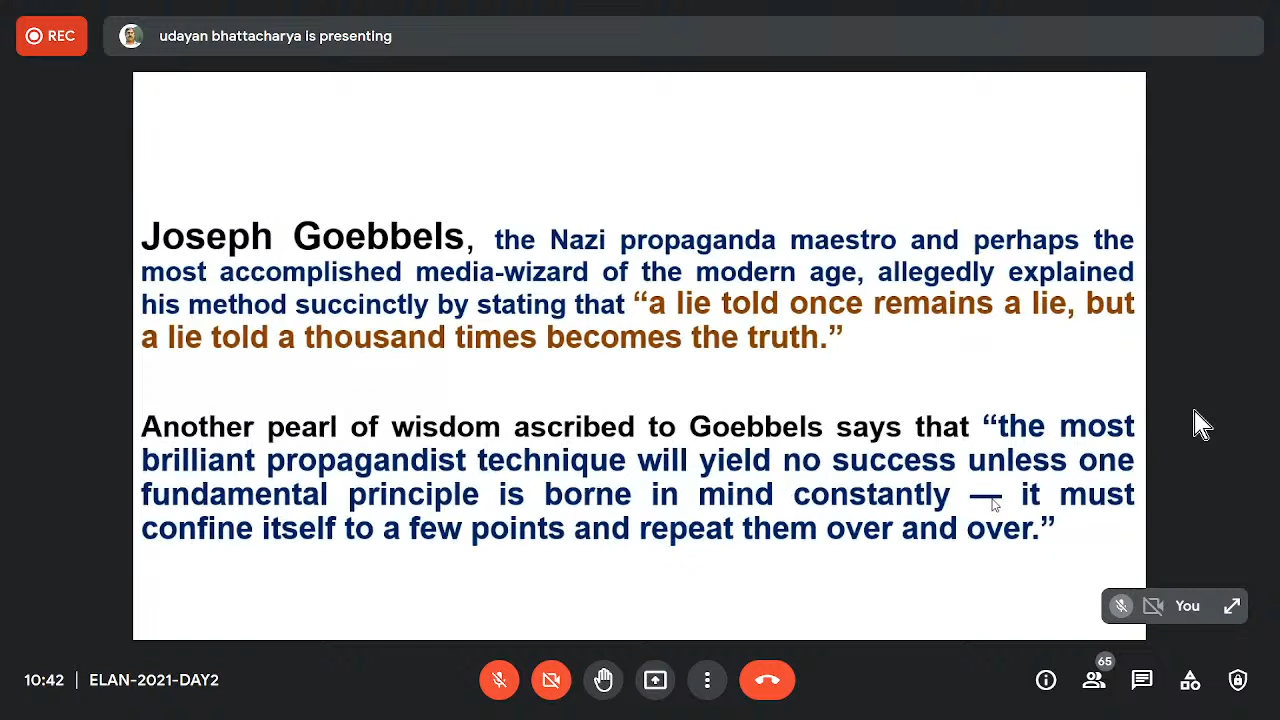 REC
udayan bhattacharya is presenting
Joseph Goebbels, the Nazi propaganda maestro and perhaps the
most accomplished media-wizard of the modern age, allegedly explained
his method succinctly by stating that “a lie told once remains a lie, but
a lie told a thousand times becomes the truth.”
Another pearl of wisdom ascribed to Goebbels says that “the most
brilliant propagandist technique will yield no success unless one
fundamental principle is borne in mind constantly — it must
confine itself to a few points and repeat them over and over.”
You
10:42 | ELAN-2021-DAY2
65